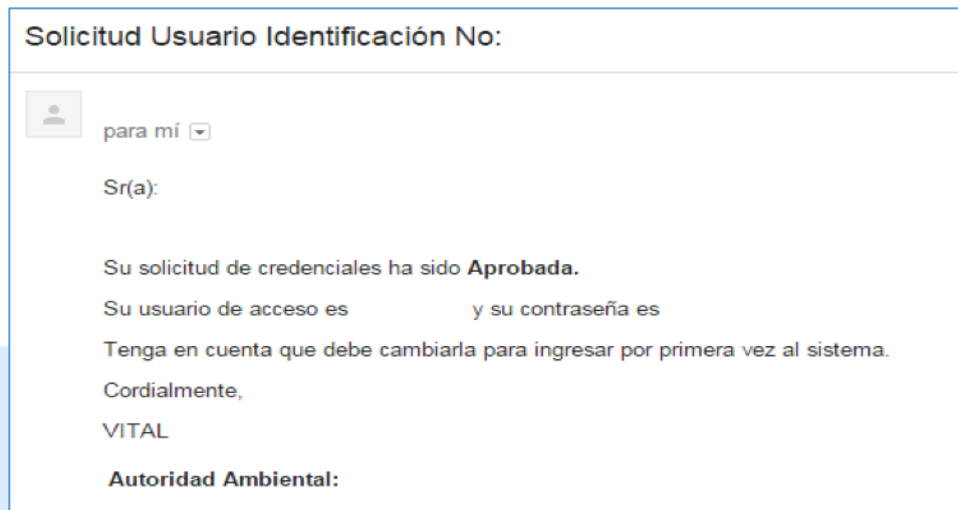 Solicitud Usuario Identificación No:
para mí
Sr(a):
Su solicitud de credenciales ha sido Aprobada.
Su usuario de acceso es y su contraseña es
Tenga en cuenta que debe cambiarla para ingresar por primera vez al sistema.
Cordialmente,
VITAL
Autoridad Ambiental: